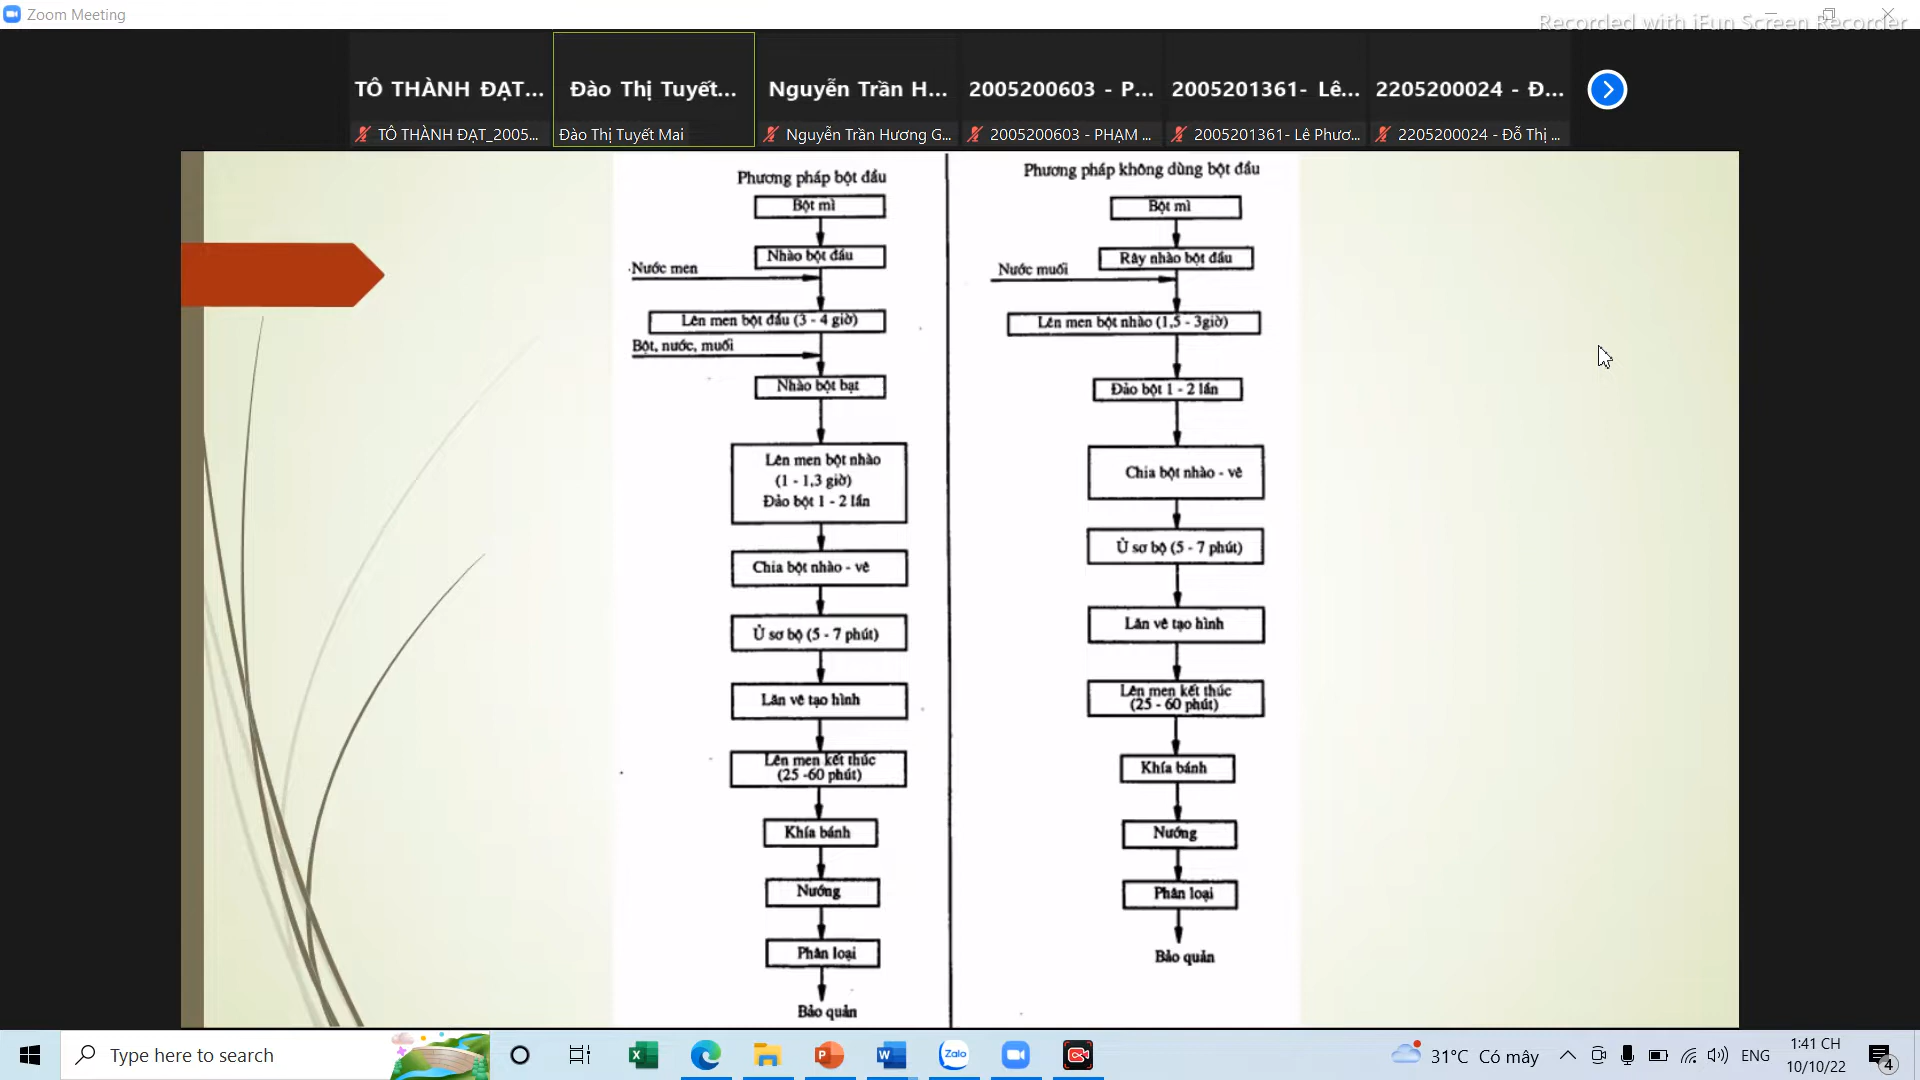 Zoom Meeting
Recorded with iFun Screen Recorder
TÔ THÀNH ĐẠT...
Đào Thị Tuyết...
Nguyễn Trần H...
2005200603 - P...
2005201361- Lê...
2205200024 - Đ...
TÔ THÀNH ĐẠT_2005...
Đào Thị Tuyết Mai
Nguyễn Trần Hương G...
2005200603 - PHẠM ...
2005201361- Lê Phươ...
2205200024 - Đỗ Thị ...
Phương pháp bột đầu
Bột mì
Nhào bột đầu
Nước men
Lên men bột đầu (3 - 4 giờ)
Bột, nước, muối
Nhào bột bạt
Lên men bột nhào
(1 - 1,3 giờ)
Đảo bột 1 - 2 lần
Chia bột nhào - vê
Ủ sơ bộ (5 - 7 phút)
Lăn vê tạo hình
Lên men kết thúc
(25 -60 phút)
Khía bánh
Nướng
Phân loại
Bảo quản
Phương pháp không dùng bột đầu
Bột mì
Rây nhào bột đầu
Nước muối
Lên men bột nhào (1,5 - 3giờ)
Đảo bột 1 - 2 lần
Chia bột nhào - vê
Ủ sơ bộ (5 - 7 phút)
Lăn vê tạo hình
Lên men kết thúc
(25 - 60 phút)
Khía bánh
Nướng
Phân loại
Bảo quản
Type here to search
Zalo
31°C Có mây
ENG
1:41 CH
10/10/22
4